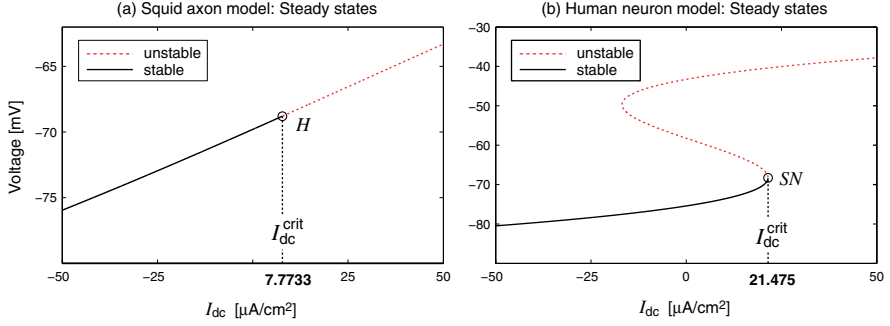 (a) Squid axon model: Steady states
Voltage [mV]
−65
−70
−75
unstable
stable
H
I_dc^crit
−50
−25
7.7733
25
50
I_dc [μA/cm²]
(b) Human neuron model: Steady states
−30
−40
−50
−60
−70
−80
unstable
stable
SN
I_dc^crit
−50
−25
0
21.475
50
I_dc [μA/cm²]